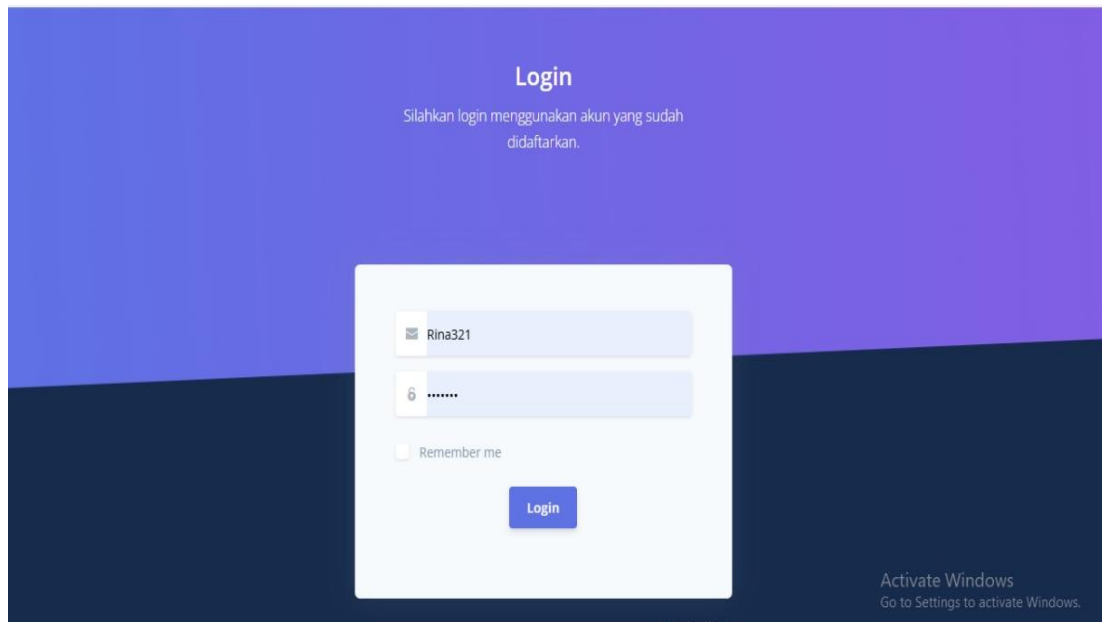 Login
Silahkan login menggunakan akun yang sudah
didaftarkan.
Rina321
•••••••
Remember me
Login
Activate Windows
Go to Settings to activate Windows.